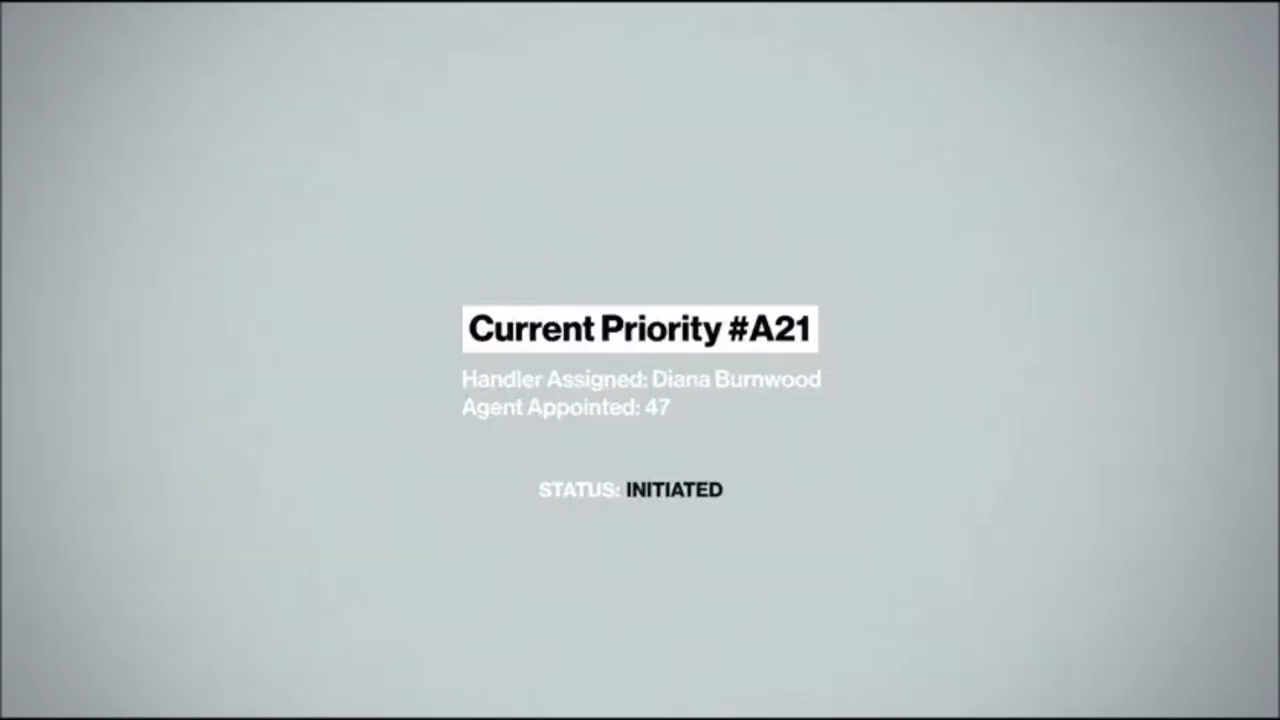 Current Priority #A21
Handler Assigned: Diana Burnwood
Agent Appointed: 47
STATUS: INITIATED